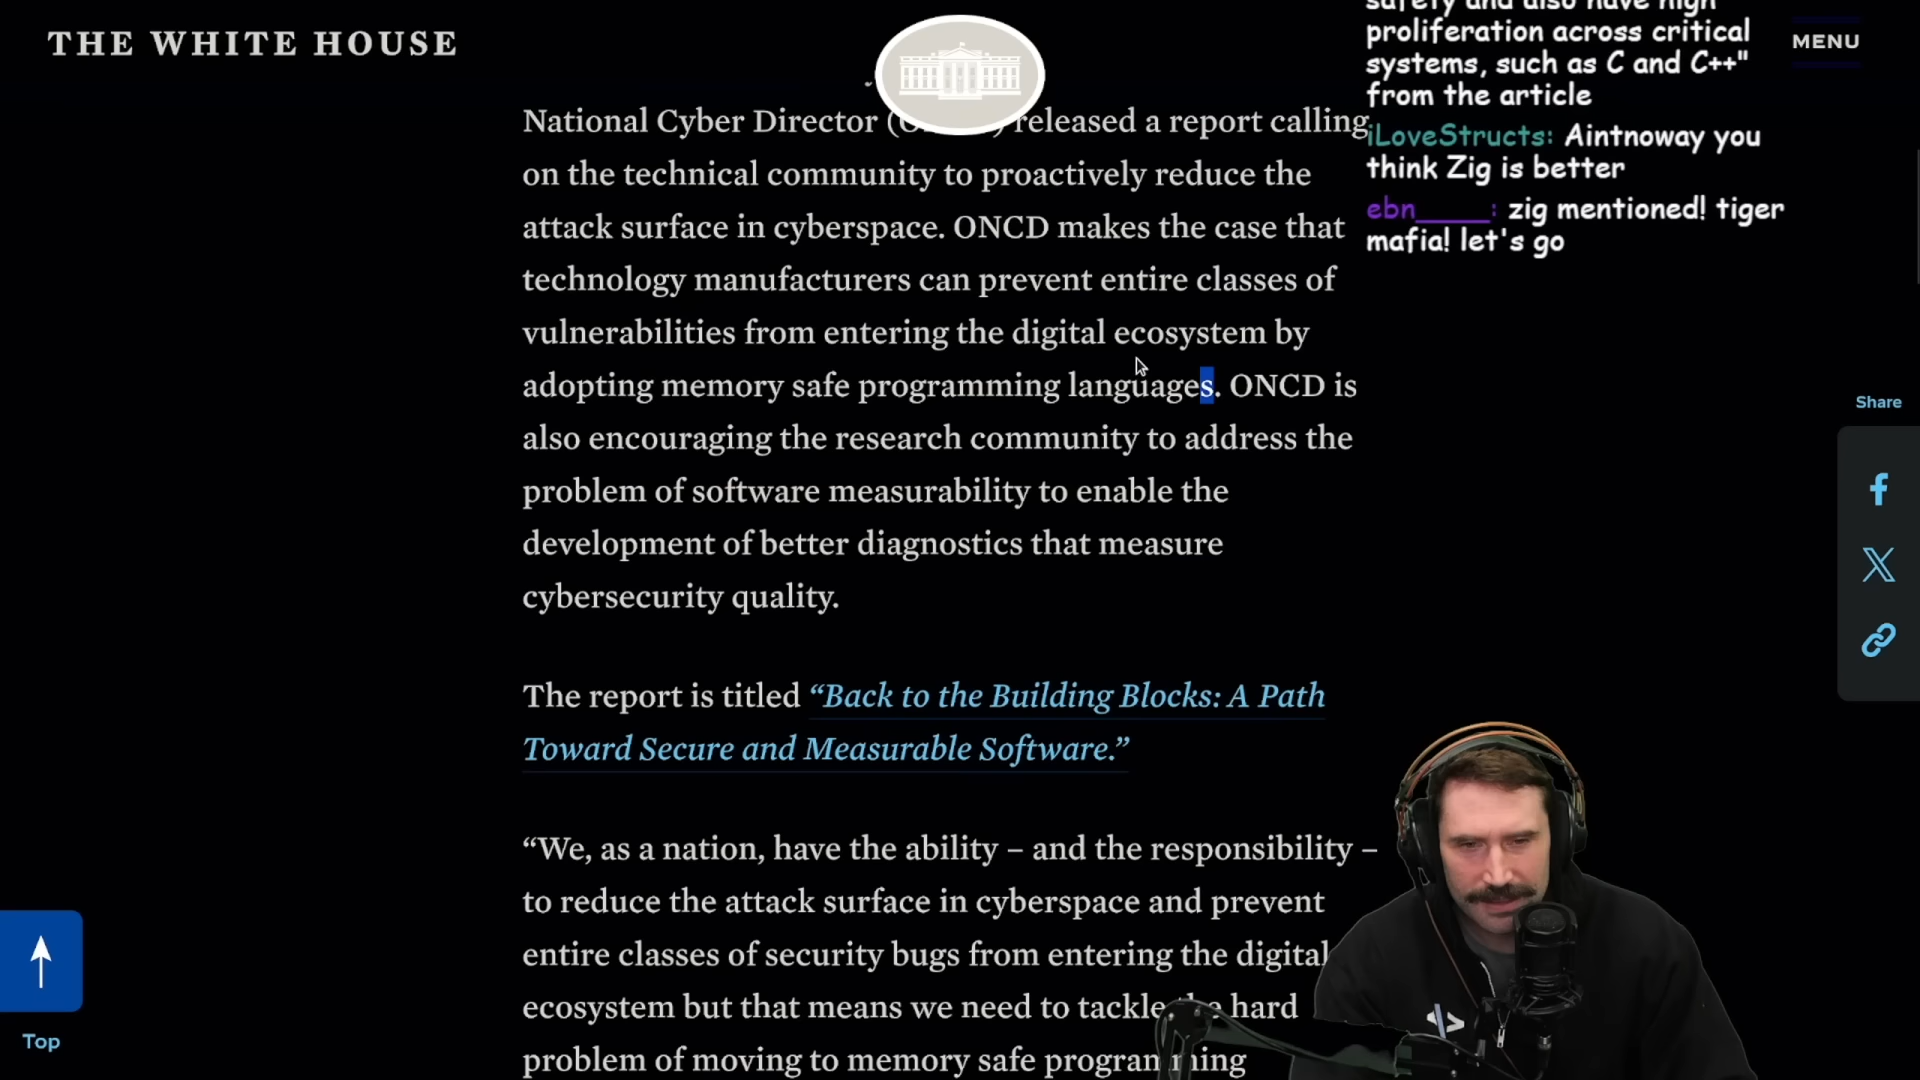 THE WHITE HOUSE
MENU
National Cyber Director ( released a report calling
on the technical community to proactively reduce the
attack surface in cyberspace. ONCD makes the case that
technology manufacturers can prevent entire classes of
vulnerabilities from entering the digital ecosystem by
adopting memory safe programming languages. ONCD is
also encouraging the research community to address the
problem of software measurability to enable the
development of better diagnostics that measure
cybersecurity quality.
The report is titled “Back to the Building Blocks: A Path
Toward Secure and Measurable Software.”
“We, as a nation, have the ability – and the responsibility –
to reduce the attack surface in cyberspace and prevent
entire classes of security bugs from entering the digital
ecosystem but that means we need to tackle the hard
problem of moving to memory safe programming
safety and also have high
proliferation across critical
systems, such as C and C++"
from the article
iLoveStructs: Aintnoway you
think Zig is better
ebn____: zig mentioned! tiger
mafia! let's go
Share
Top